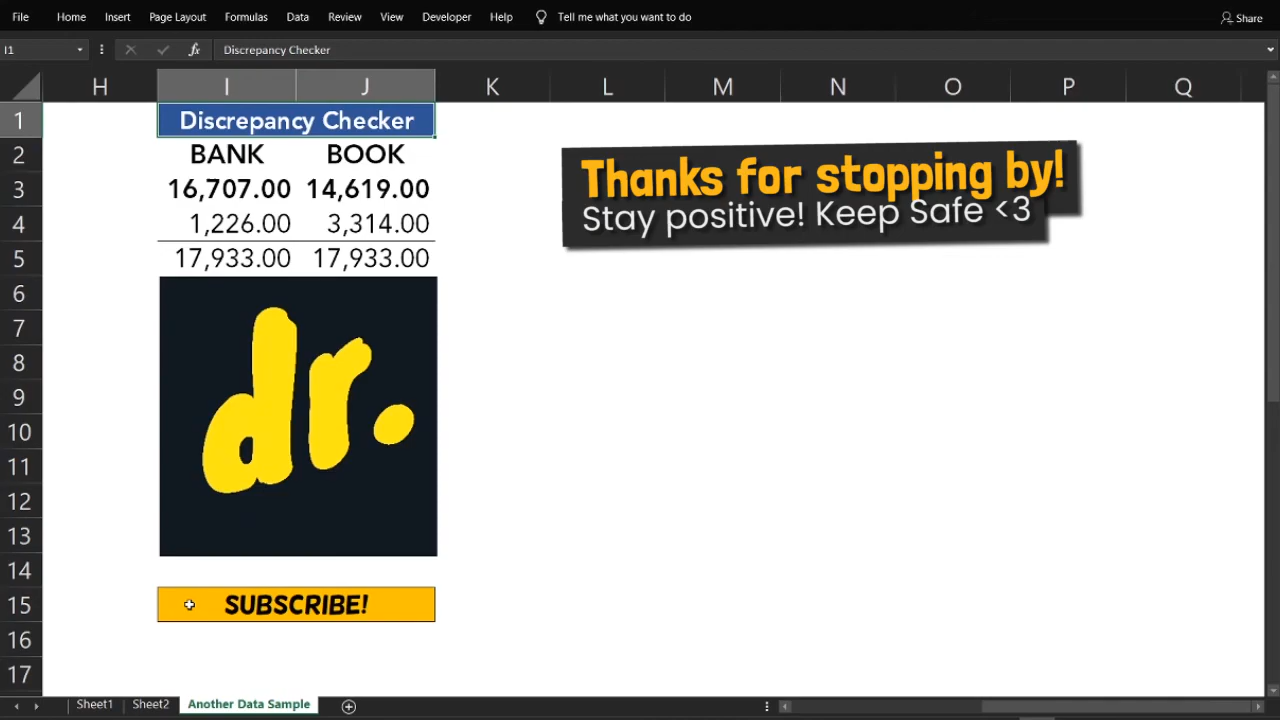 File Home Insert Page Layout Formulas Data Review View Developer Help Tell me what you want to do Share
I1 fx Discrepancy Checker
H I J K L M N O P Q
1 Discrepancy Checker
2 BANK BOOK
3 16,707.00 14,619.00
4 1,226.00 3,314.00
5 17,933.00 17,933.00
Thanks for stopping by!
Stay positive! Keep Safe <3
6
7
8
9
dr.
10
11
12
13
14
15 SUBSCRIBE!
16
17
Sheet1 Sheet2 Another Data Sample